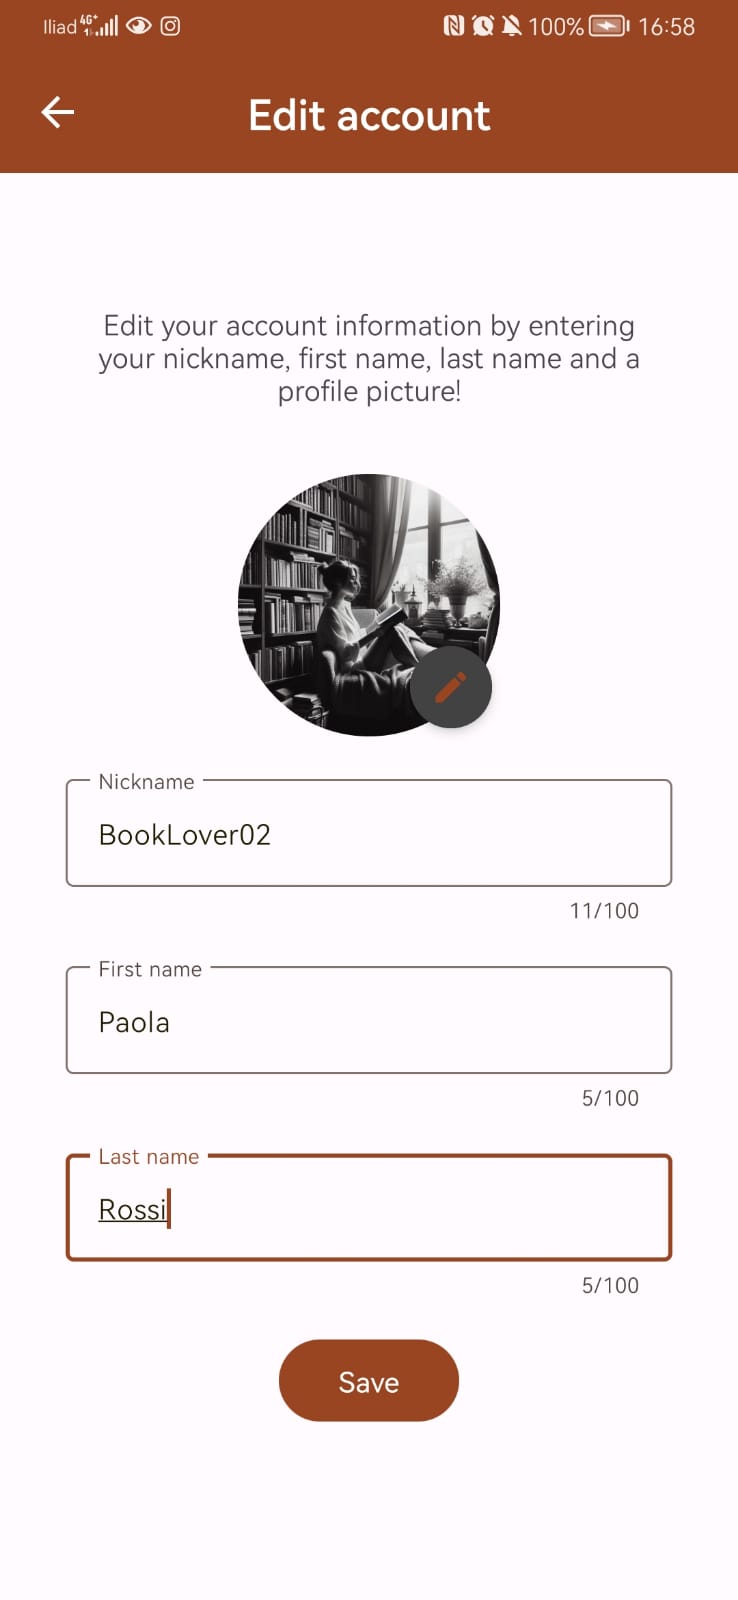 Iliad 4G+ 100% 16:58
Edit account
Edit your account information by entering
your nickname, first name, last name and a
profile picture!
Nickname
BookLover02
11/100
First name
Paola
5/100
Last name
Rossi
5/100
Save